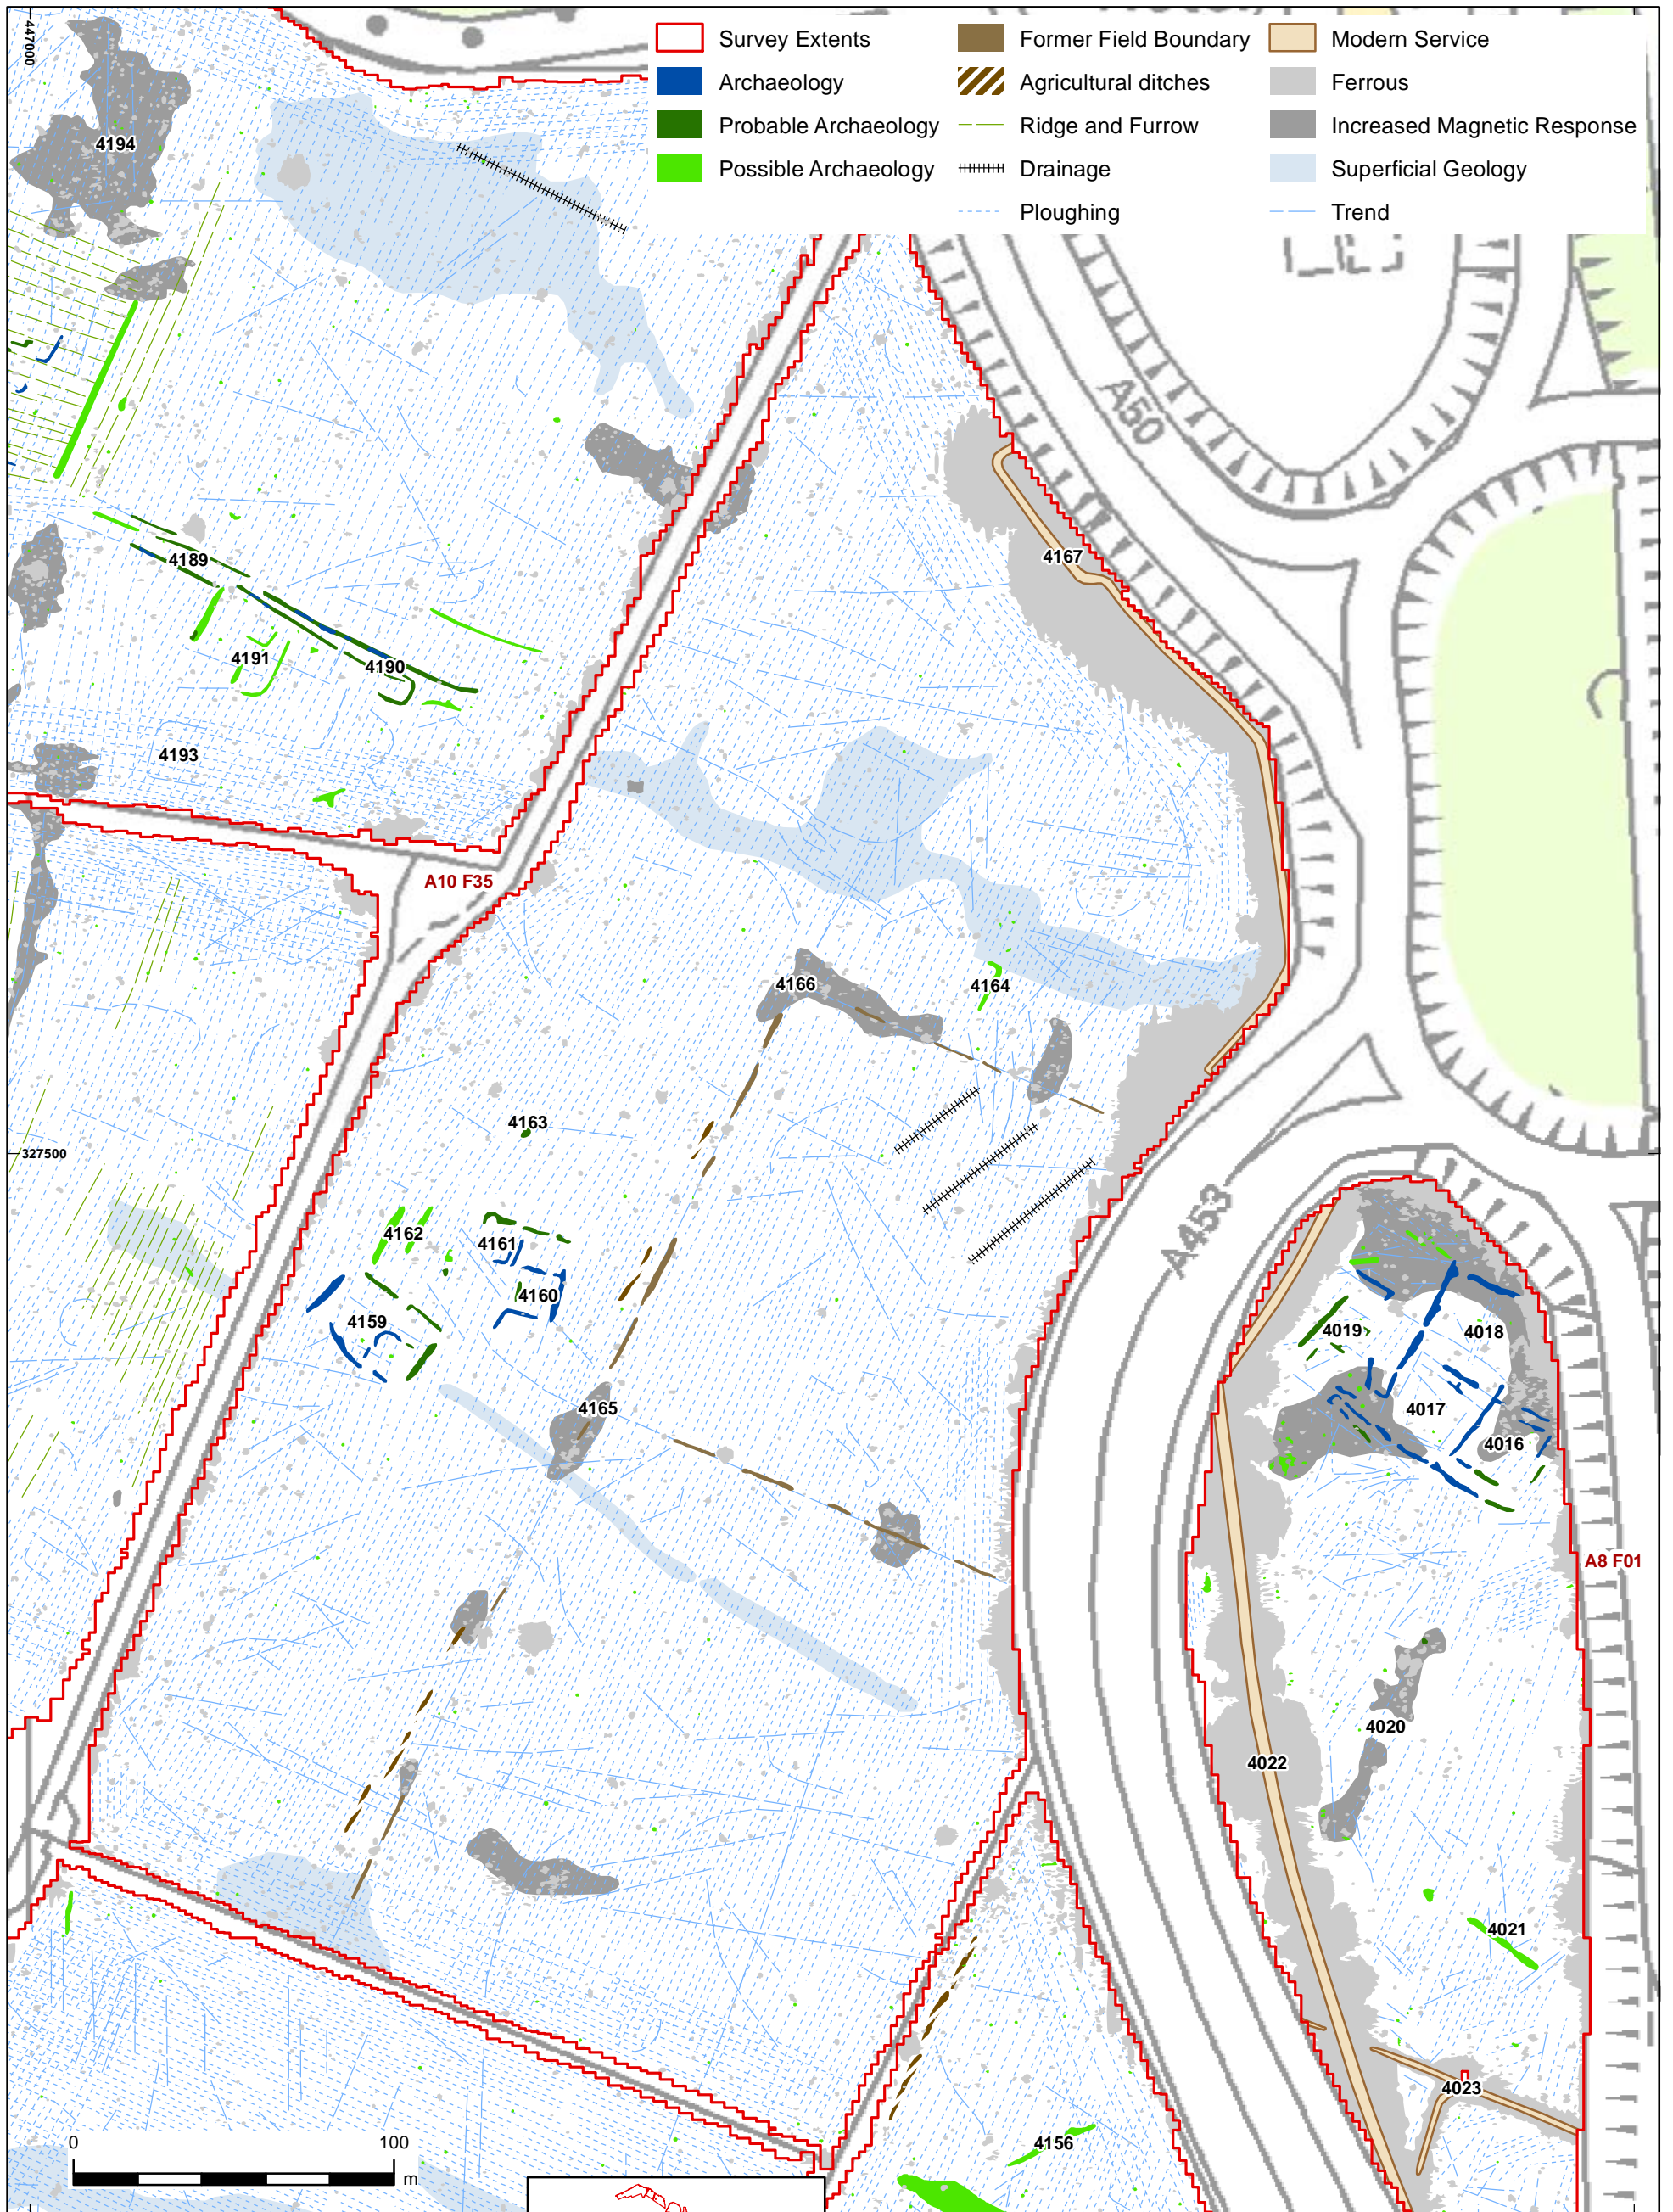 447000
Survey Extents
Archaeology
Probable Archaeology
Possible Archaeology
Former Field Boundary
Agricultural ditches
Ridge and Furrow
Drainage
Ploughing
Modern Service
Ferrous
Increased Magnetic Response
Superficial Geology
Trend
4194
A50
4189
4167
4191
4190
4193
A10 F35
4166
4164
4163
327500
4162
4161
A453
4160
4159
4019
4018
4165
4017
4016
A8 F01
4020
4022
4021
4023
4156
0
100
m